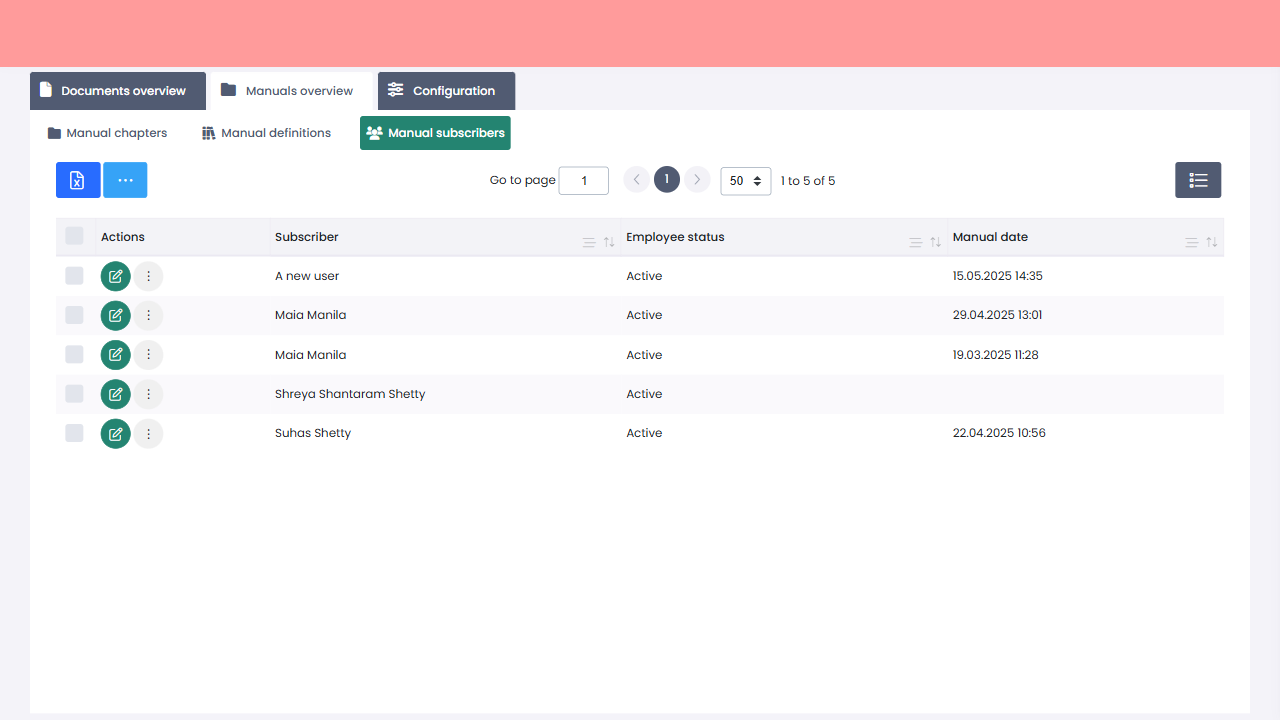 Documents overview Manuals overview Configuration
Manual chapters Manual definitions Manual subscribers
Go to page 1 1 50 1 to 5 of 5
Actions Subscriber Employee status Manual date
A new user Active 15.05.2025 14:35
Maia Manila Active 29.04.2025 13:01
Maia Manila Active 19.03.2025 11:28
Shreya Shantaram Shetty Active
Suhas Shetty Active 22.04.2025 10:56